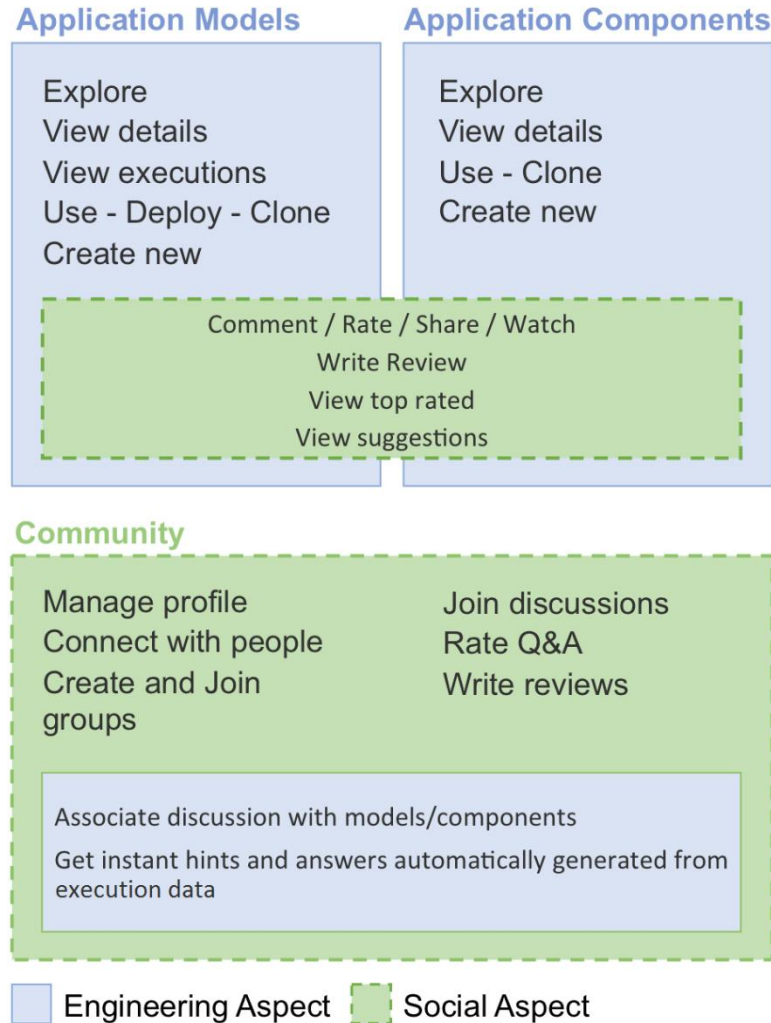 Application Models
Application Components
Explore
View details
View executions
Use - Deploy - Clone
Create new
Explore
View details
Use - Clone
Create new
Comment / Rate / Share / Watch
Write Review
View top rated
View suggestions
Community
Manage profile
Connect with people
Create and Join
groups
Join discussions
Rate Q&A
Write reviews
Associate discussion with models/components
Get instant hints and answers automatically generated from
execution data
Engineering Aspect
Social Aspect